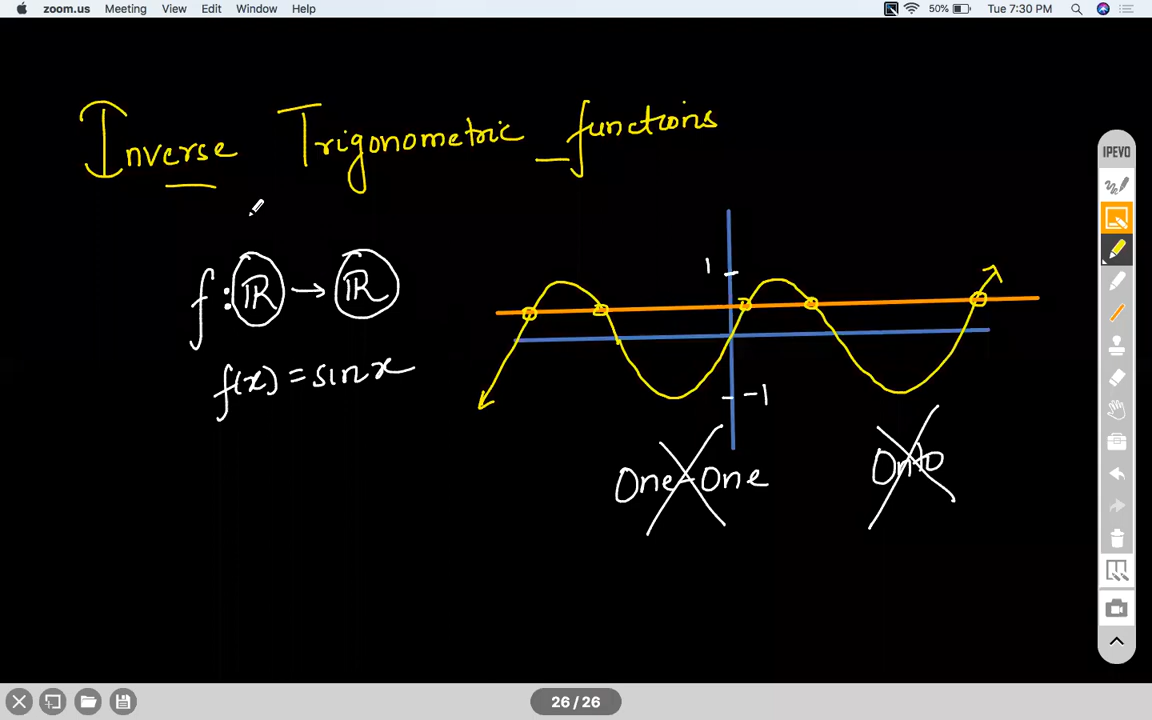 zoom.us Meeting View Edit Window Help 50% Tue 7:30 PM
Inverse Trigonometric functions
IPEVO
f: ℝ → ℝ
f(x) = sin x
1
-1
One-One
Onto
26 / 26